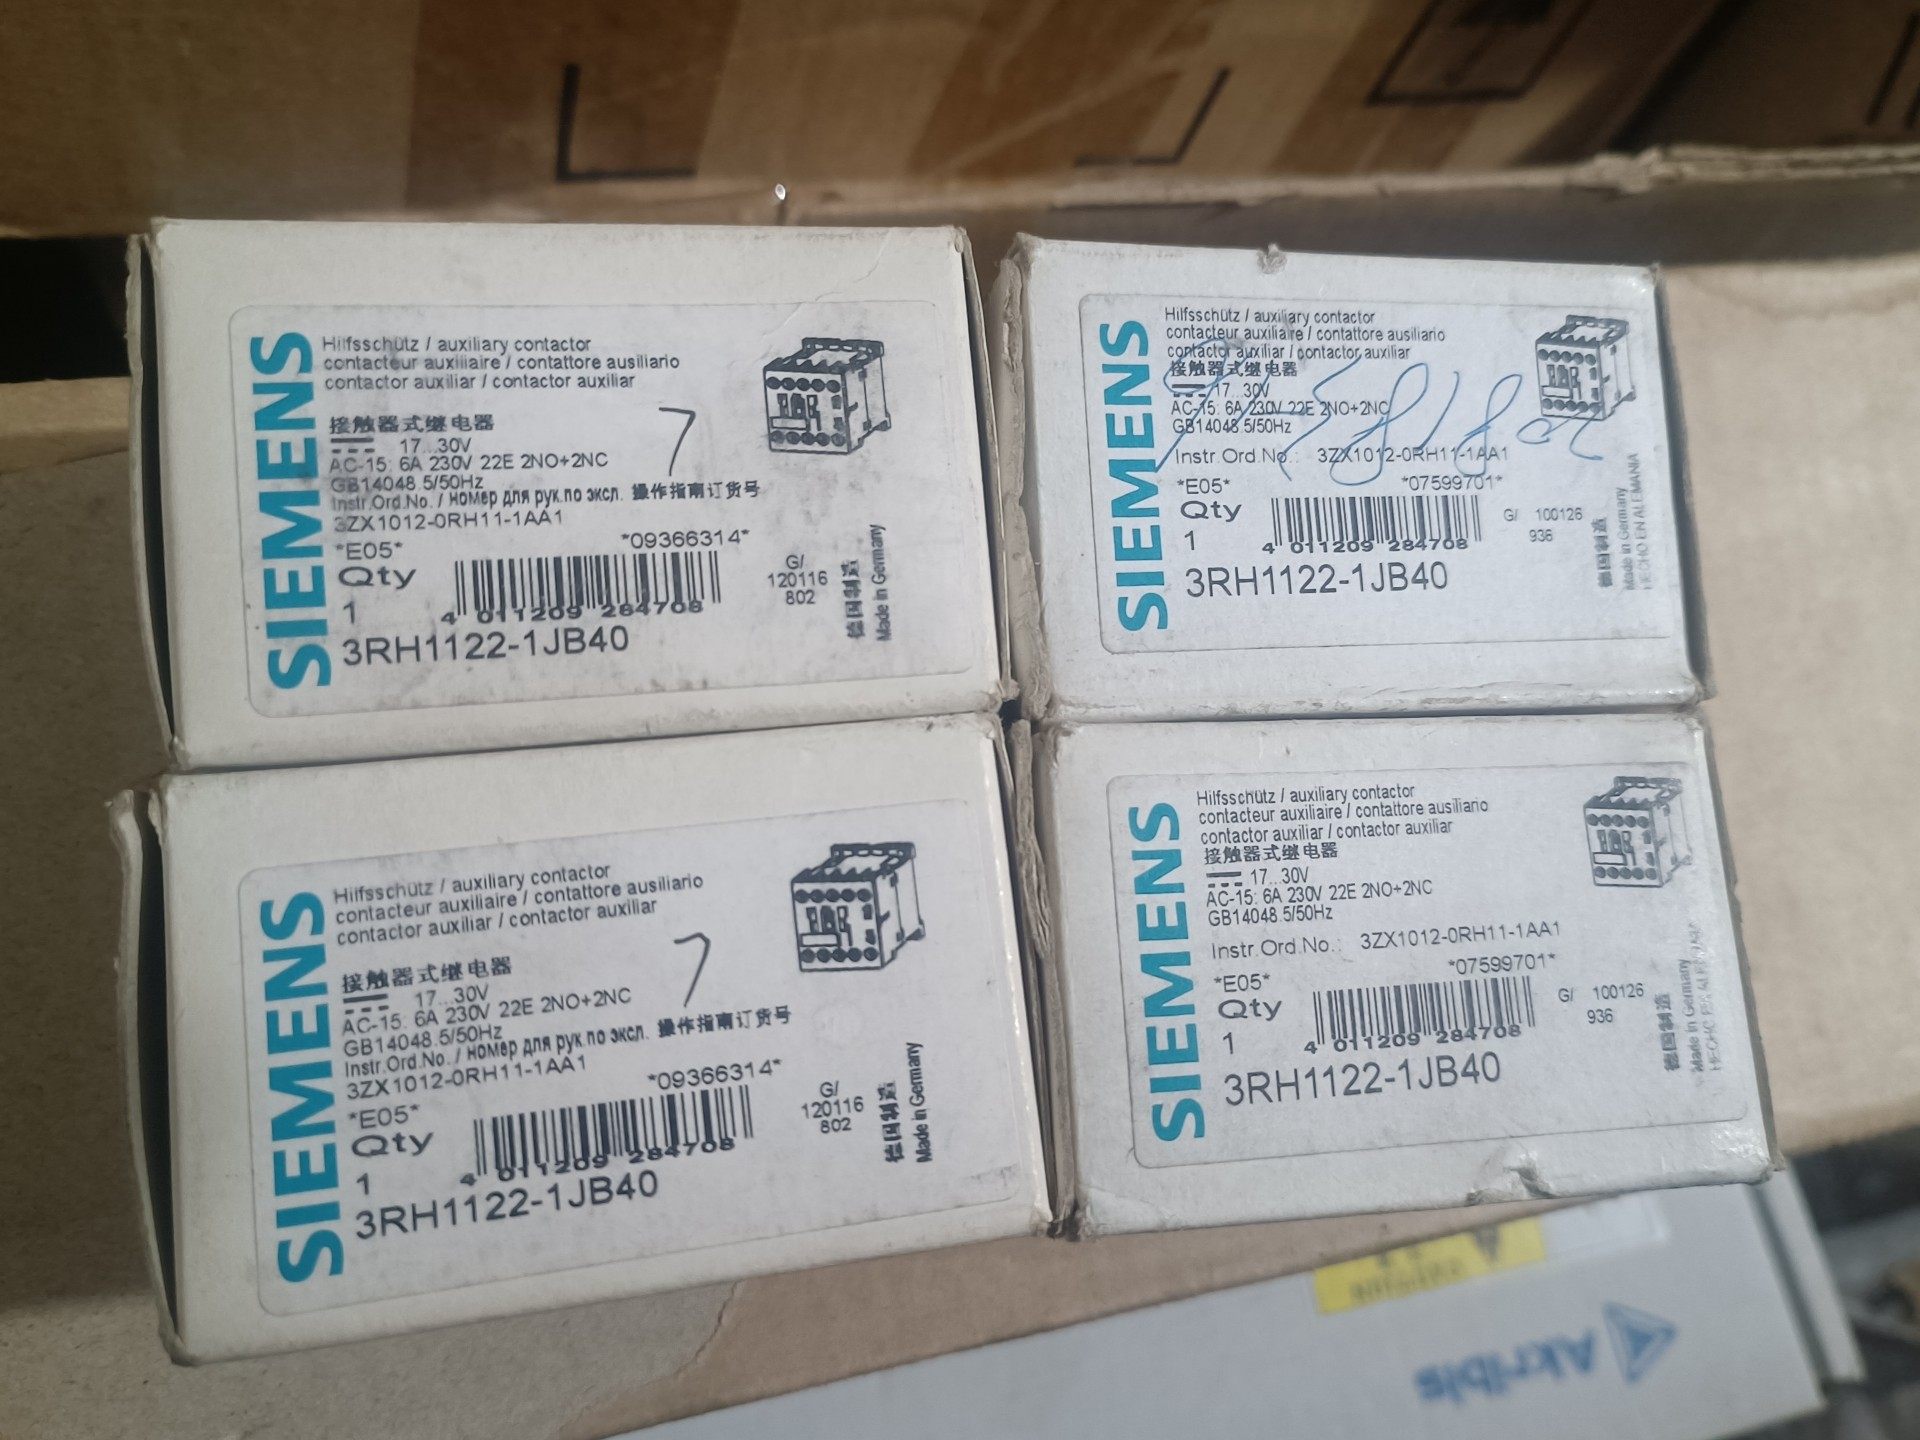 SIEMENS
Hilfsschütz / auxiliary contactor
contacteur auxiliaire / contattore ausiliario
contactor auxiliar / contactor auxiliar
接触器式继电器
17...30V
AC-15: 6A 230V 22E 2NO+2NC
GB14048.5/50Hz
Instr.Ord.No. / номер для рук.по эксп. 操作指南订货号
3ZX1012-0RH11-1AA1
7
*E05*
*09366314*
Qty
1
4 011209 284708
G/
120116
802
德国制造
Made in Germany
3RH1122-1JB40
SIEMENS
Hilfsschütz / auxiliary contactor
contacteur auxiliaire / contattore ausiliario
contactor auxiliar / contactor auxiliar
接触器式继电器
17...30V
AC-15: 6A 230V 22E 2NO+2NC
GB14048.5/50Hz
Instr.Ord.No.: 3ZX1012-0RH11-1AA1
*E05*
*07599701*
Qty
1
4 011209 284708
G/ 100126
936
德国制造
Made in Germany
HECHO EN ALEMANIA
3RH1122-1JB40
SIEMENS
Hilfsschütz / auxiliary contactor
contacteur auxiliaire / contattore ausiliario
contactor auxiliar / contactor auxiliar
接触器式继电器
17...30V
AC-15: 6A 230V 22E 2NO+2NC
GB14048.5/50Hz
Instr.Ord.No. / номер для рук.по эксп. 操作指南订货号
3ZX1012-0RH11-1AA1
7
*E05*
*09366314*
Qty
1
4 011209 284708
G/
120116
802
德国制造
Made in Germany
3RH1122-1JB40
SIEMENS
Hilfsschütz / auxiliary contactor
contacteur auxiliaire / contattore ausiliario
contactor auxiliar / contactor auxiliar
接触器式继电器
17...30V
AC-15: 6A 230V 22E 2NO+2NC
GB14048.5/50Hz
Instr.Ord.No.: 3ZX1012-0RH11-1AA1
*E05*
*07599701*
Qty
1
4 011209 284708
G/ 100126
936
德国制造
Made in Germany
3RH1122-1JB40
Akribis